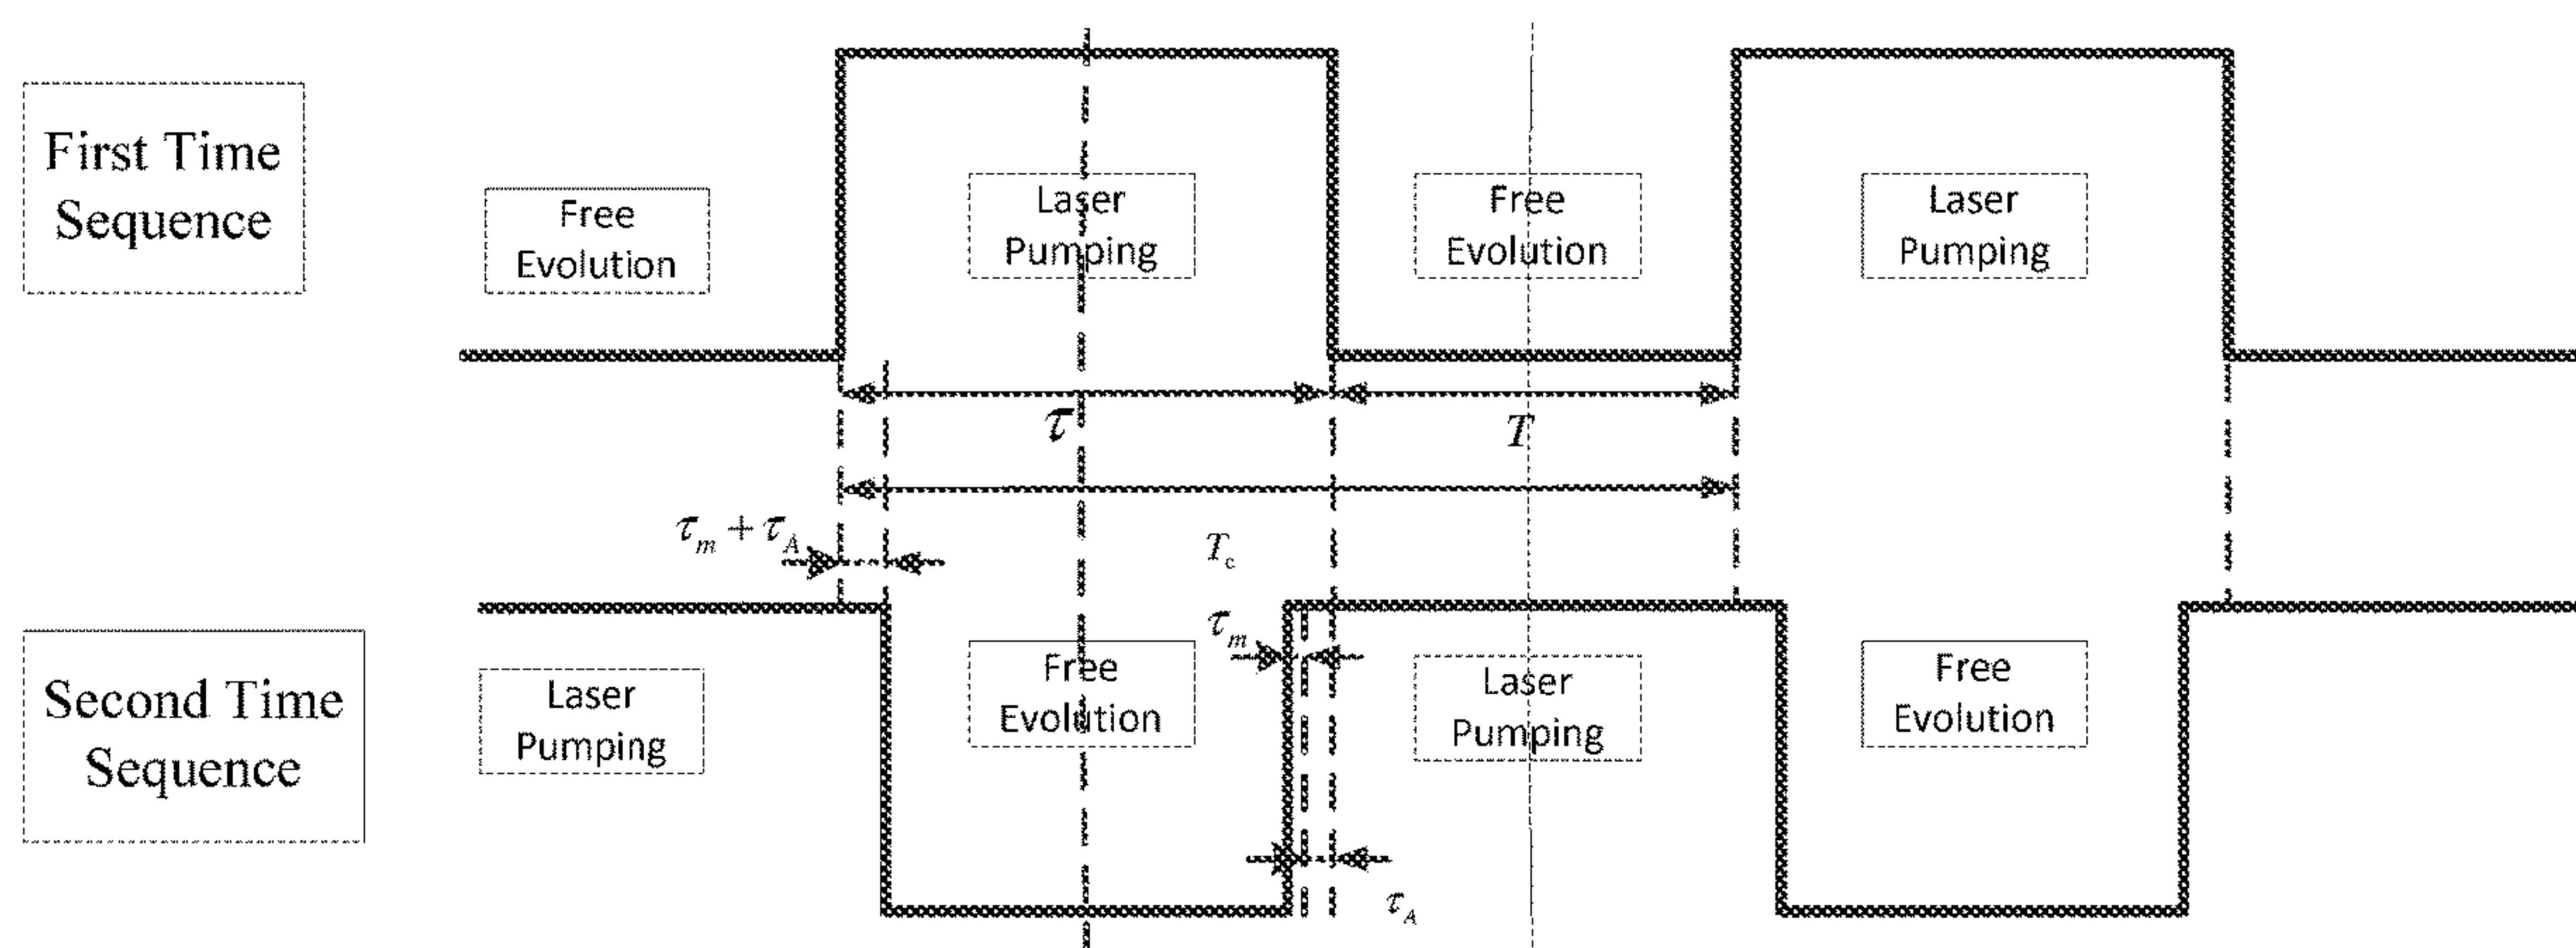 First Time
Sequence
Free
Evolution
Laser
Pumping
Free
Evolution
Laser
Pumping
τ
T
τm + τA
Tc
τm
Second Time
Sequence
Laser
Pumping
Free
Evolution
Laser
Pumping
Free
Evolution
τA